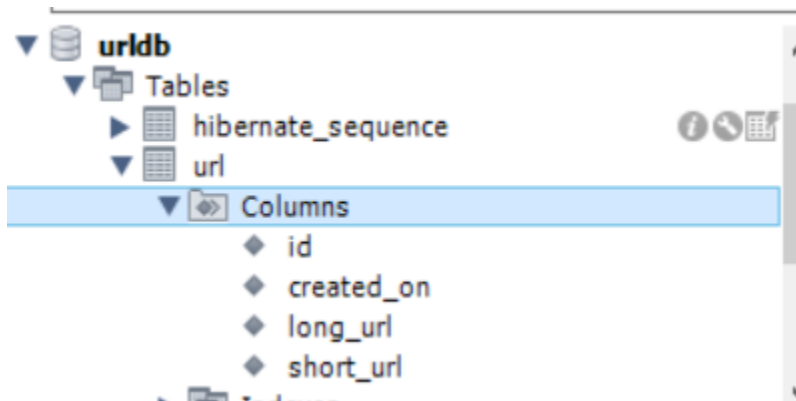 urldb
Tables
hibernate_sequence
url
Columns
id
created_on
long_url
short_url